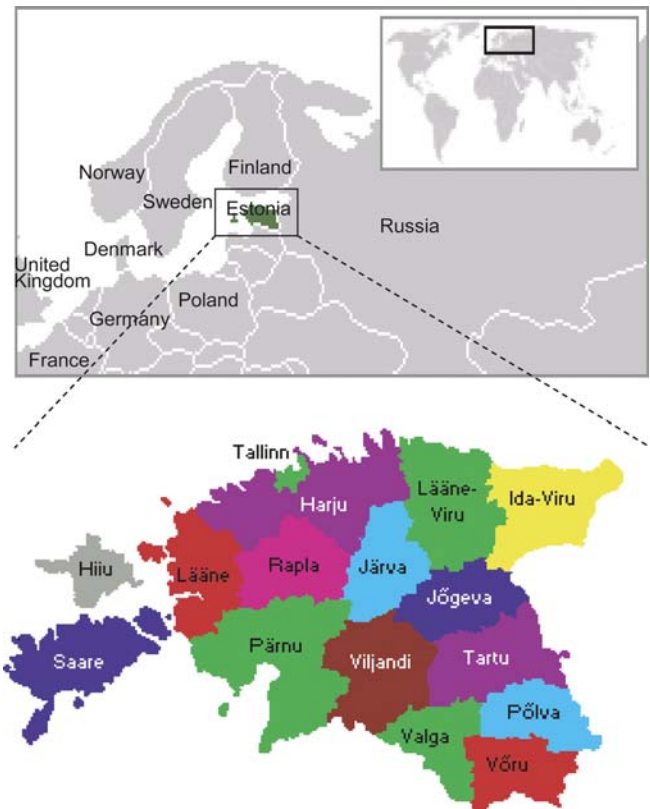 Norway
Finland
Sweden
Estonia
Russia
Denmark
United
Kingdom
Poland
Germany
France
Tallinn
Harju
Lääne-
Viru
Ida-Viru
Hiiu
Lääne
Rapla
Järva
Jõgeva
Saare
Pärnu
Viljandi
Tartu
Põlva
Valga
Võru